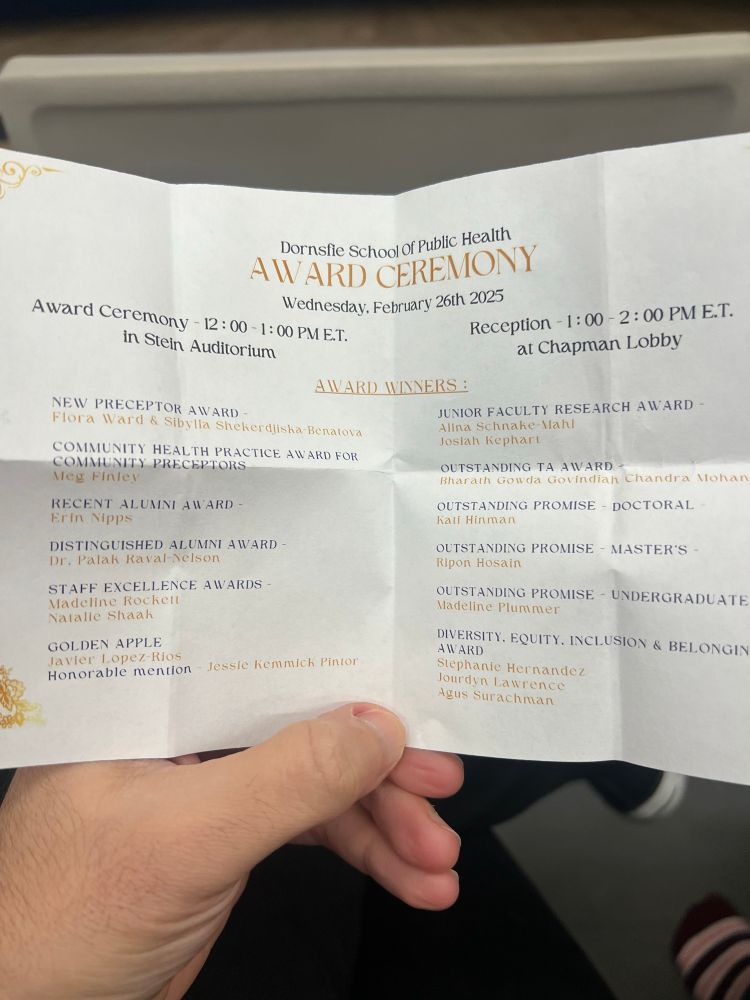 Dornsfie School Of Public Health
AWARD CEREMONY
Wednesday, February 26th 2025
Award Ceremony - 12:00 - 1:00 PM E.T.
in Stein Auditorium
Reception - 1:00 - 2:00 PM E.T.
at Chapman Lobby
AWARD WINNERS :
NEW PRECEPTOR AWARD -
Flora Ward & Sibylla Shekerdjiska-Benatova
COMMUNITY HEALTH PRACTICE AWARD FOR
COMMUNITY PRECEPTORS
Meg Finley
RECENT ALUMNI AWARD -
Erin Nipps
DISTINGUISHED ALUMNI AWARD -
Dr. Palak Raval-Nelson
STAFF EXCELLENCE AWARDS -
Madeline Rockett
Natalie Shaak
GOLDEN APPLE
Javier Lopez-Rios
Honorable mention - Jessie Kemmick Pintor
JUNIOR FACULTY RESEARCH AWARD -
Alina Schnake-Mahl
Josiah Kephart
OUTSTANDING TA AWARD -
Bharath Gowda Govindiah Chandra Mohan
OUTSTANDING PROMISE - DOCTORAL -
Kati Hinman
OUTSTANDING PROMISE - MASTER'S -
Ripon Hosain
OUTSTANDING PROMISE - UNDERGRADUATE
Madeline Plummer
DIVERSITY, EQUITY, INCLUSION & BELONGIN
AWARD
Stephanie Hernandez
Jourdyn Lawrence
Agus Surachman